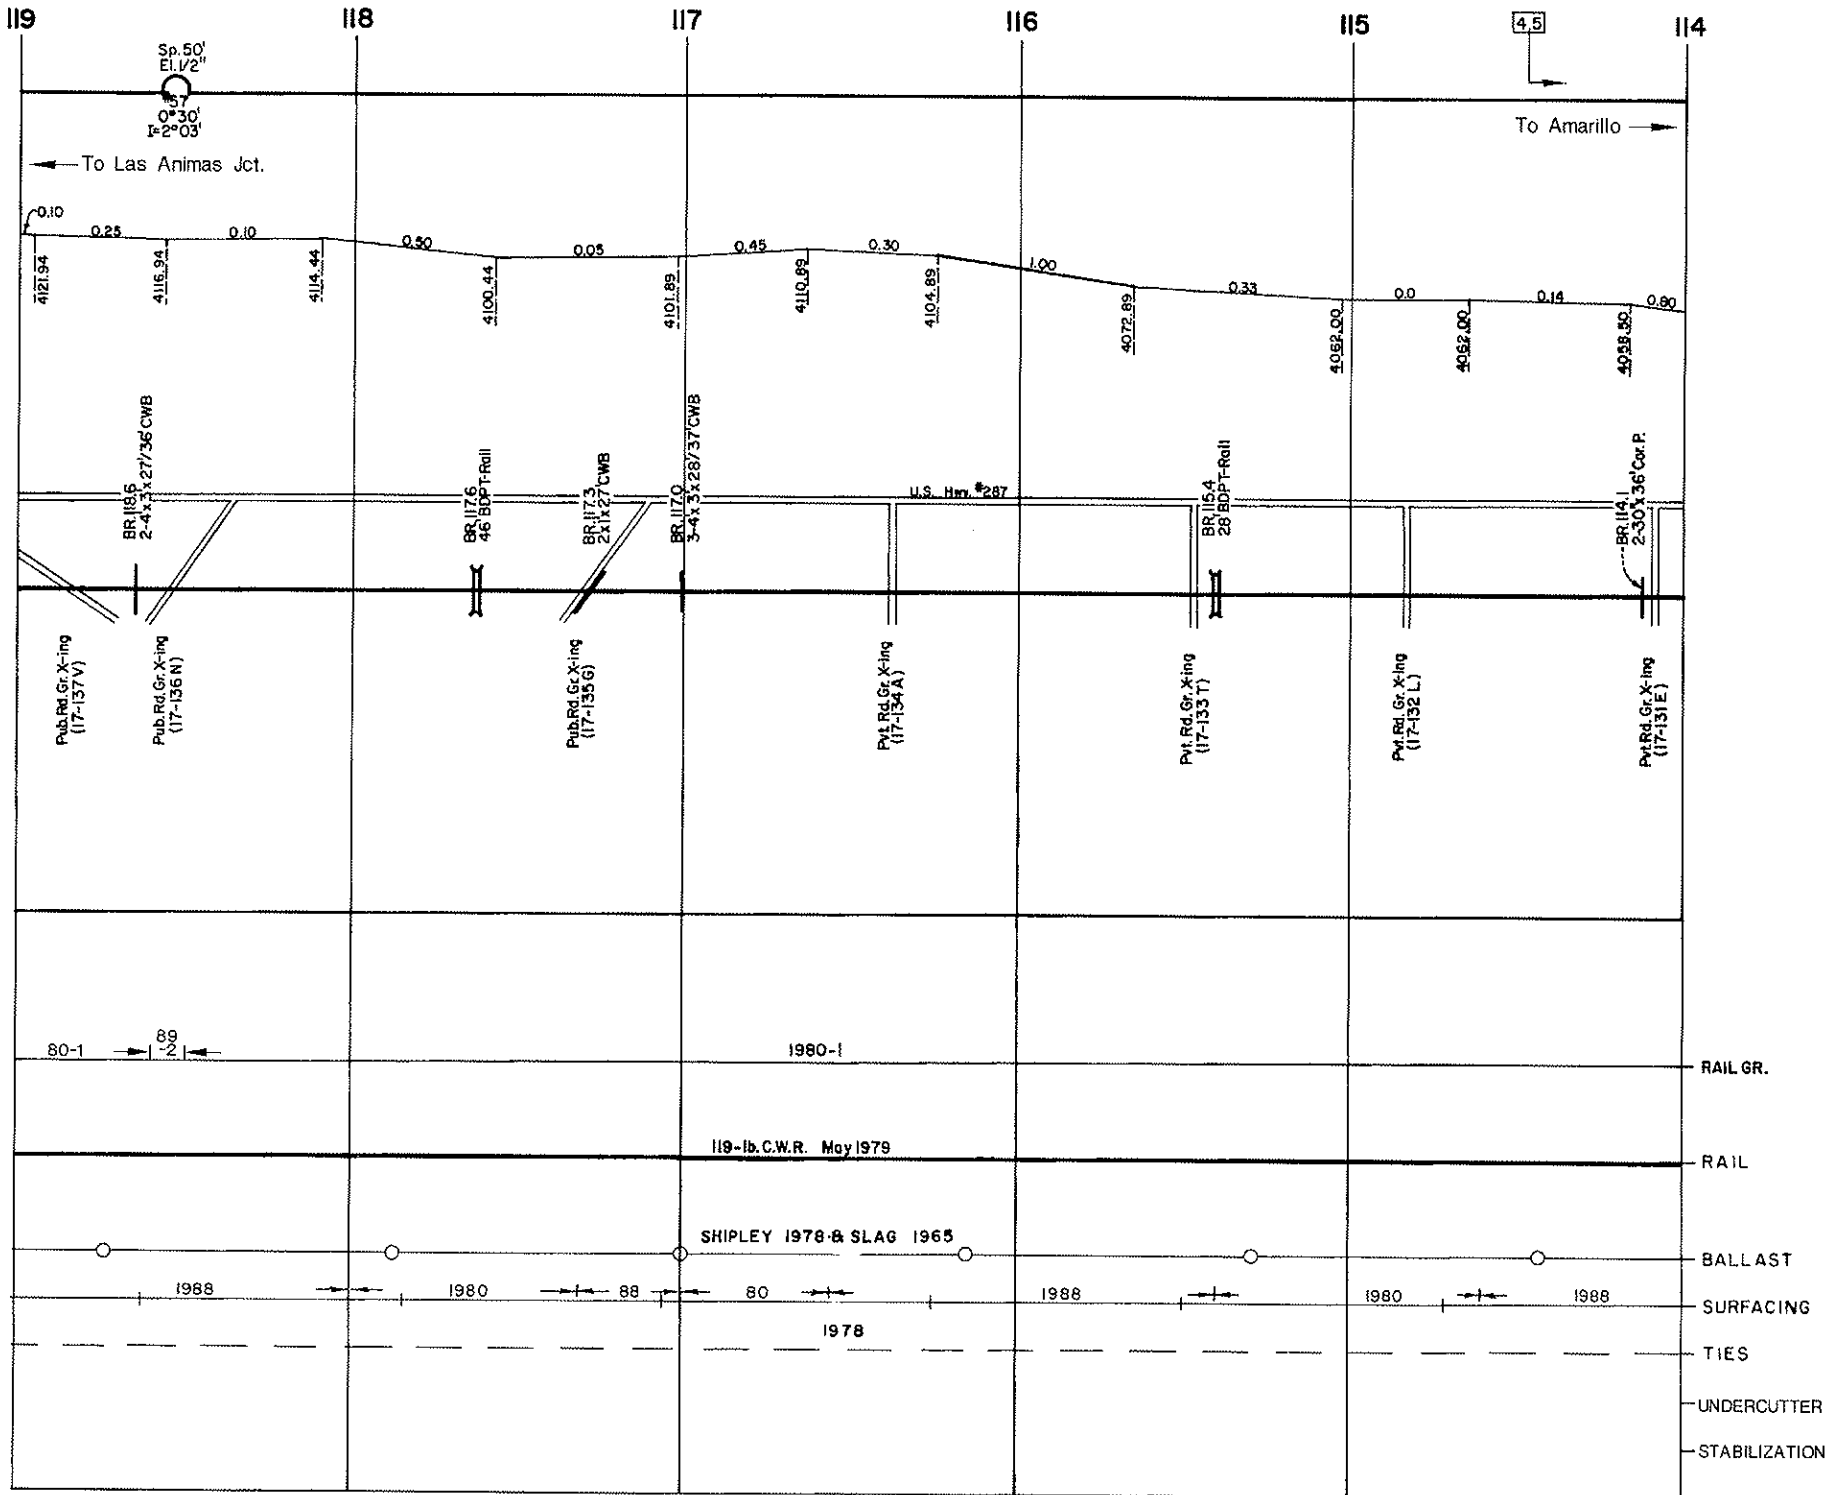 119
118
117
116
115
4.5
114
Sp. 50'
El. 1/2"
#57
0°30'
I=2°03'
To Amarillo
To Las Animas Jct.
0.10
0.25
0.10
0.50
0.05
0.45
0.30
1.00
0.33
0.0
0.14
0.80
4121.94
4116.94
4114.44
4100.44
4101.89
4110.89
4104.89
4072.89
4062.00
4062.00
4058.50
BR. 118.6
2-4'x3'x27'/36'CWB
BR. 117.6
46' BDPT-Rail
BR. 117.3
2'x1'x27'CWB
BR. 117.0
3-4'x3'x28'/37'CWB
U.S. Hwy. #287
BR. 115.4
28' BDPT-Rail
BR. 114.1
2-30"x36' Cor.P.
Pub.Rd.Gr.X-ing
(17-137V)
Pub.Rd.Gr.X-ing
(17-136N)
Pub.Rd.Gr.X-ing
(17-135G)
Pvt.Rd.Gr.X-ing
(17-134A)
Pvt.Rd.Gr.X-ing
(17-133T)
Pvt.Rd.Gr.X-ing
(17-132L)
Pvt.Rd.Gr.X-ing
(17-131E)
80-1
89
-2
1980-1
RAIL GR.
119-lb. C.W.R. May 1979
RAIL
SHIPLEY 1978 & SLAG 1965
BALLAST
1988
1980
88
80
1988
1980
1988
SURFACING
1978
TIES
UNDERCUTTER
STABILIZATION